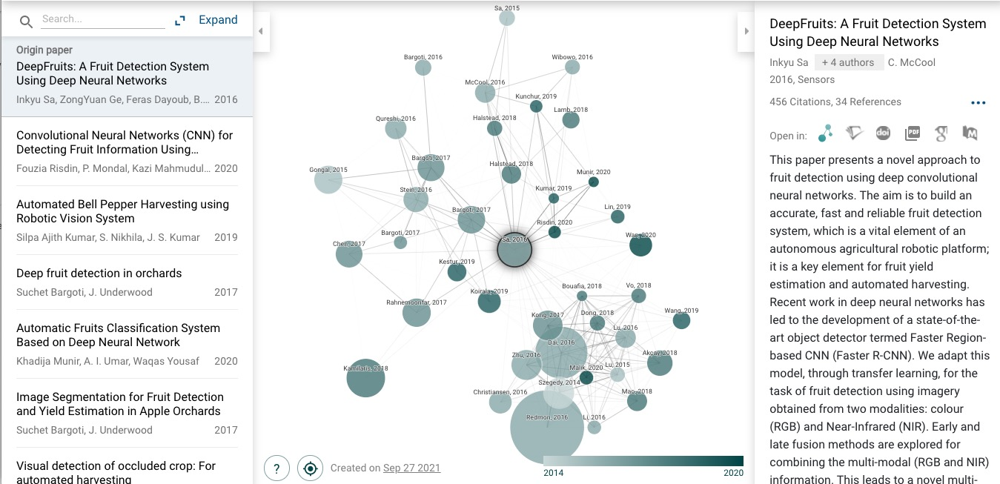 Search...
Expand
Origin paper
DeepFruits: A Fruit Detection System
Using Deep Neural Networks
Inkyu Sa, ZongYuan Ge, Feras Dayoub, B.... 2016
Convolutional Neural Networks (CNN) for
Detecting Fruit Information Using...
Fouzia Risdin, P. Mondal, Kazi Mahmudul... 2020
Automated Bell Pepper Harvesting using
Robotic Vision System
Silpa Ajith Kumar, S. Nikhila, J. S. Kumar 2019
Deep fruit detection in orchards
Suchet Bargoti, J. Underwood 2017
Automatic Fruits Classification System
Based on Deep Neural Network
Khadija Munir, A. I. Umar, Waqas Yousaf 2020
Image Segmentation for Fruit Detection
and Yield Estimation in Apple Orchards
Suchet Bargoti, J. Underwood 2017
Visual detection of occluded crop: For
automated harvesting
Sa, 2015
Bargoti, 2016
Wibowo, 2016
McCool, 2016
Kunchur, 2019
Lamb, 2018
Qureshi, 2016
Halstead, 2018
Bargoti, 2017
Halstead, 2018
Gongal, 2015
Munir, 2020
Stein, 2016
Kumar, 2019
Bargoti, 2017
Lin, 2019
Risdin, 2020
Bargoti, 2017
Sa, 2016
Wan, 2020
Chen, 2017
Kestur, 2019
Bouafia, 2018
Vo, 2018
Koirala, 2019
Rahnemoonfar, 2017
Wang, 2019
Kong, 2017
Dong, 2018
Lu, 2016
Dai, 2016
Akçay, 2018
Zhu, 2016
Malik, 2020
Lu, 2015
Kamilaris, 2018
Szegedy, 2014
Christiansen, 2016
Mao, 2018
Redmon, 2016
Li, 2016
?
Created on Sep 27 2021
2014
2020
DeepFruits: A Fruit Detection System
Using Deep Neural Networks
Inkyu Sa + 4 authors C. McCool
2016, Sensors
456 Citations, 34 References
Open in:
doi
PDF
This paper presents a novel approach to
fruit detection using deep convolutional
neural networks. The aim is to build an
accurate, fast and reliable fruit detection
system, which is a vital element of an
autonomous agricultural robotic platform;
it is a key element for fruit yield
estimation and automated harvesting.
Recent work in deep neural networks has
led to the development of a state-of-the-
art object detector termed Faster Region-
based CNN (Faster R-CNN). We adapt this
model, through transfer learning, for the
task of fruit detection using imagery
obtained from two modalities: colour
(RGB) and Near-Infrared (NIR). Early and
late fusion methods are explored for
combining the multi-modal (RGB and NIR)
information. This leads to a novel multi-